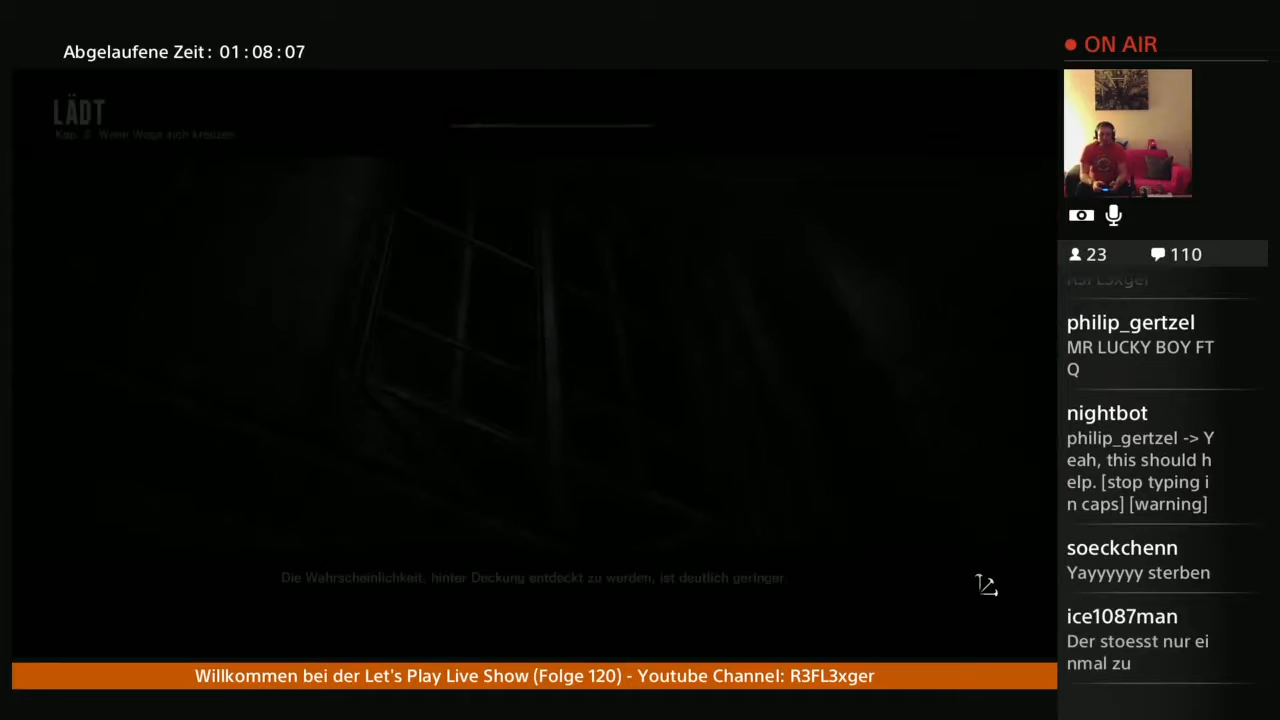 Abgelaufene Zeit: 01:08:07
ON AIR
LÄDT
Kap. 3: Wenn Wege sich kreuzen
23 110
R3FL3xger
philip_gertzel
MR LUCKY BOY FT
Q
nightbot
philip_gertzel -> Y
eah, this should h
elp. [stop typing i
n caps] [warning]
soeckchenn
Yayyyyyy sterben
ice1087man
Der stoesst nur ei
nmal zu
Die Wahrscheinlichkeit, hinter Deckung entdeckt zu werden, ist deutlich geringer.
Willkommen bei der Let's Play Live Show (Folge 120) - Youtube Channel: R3FL3xger